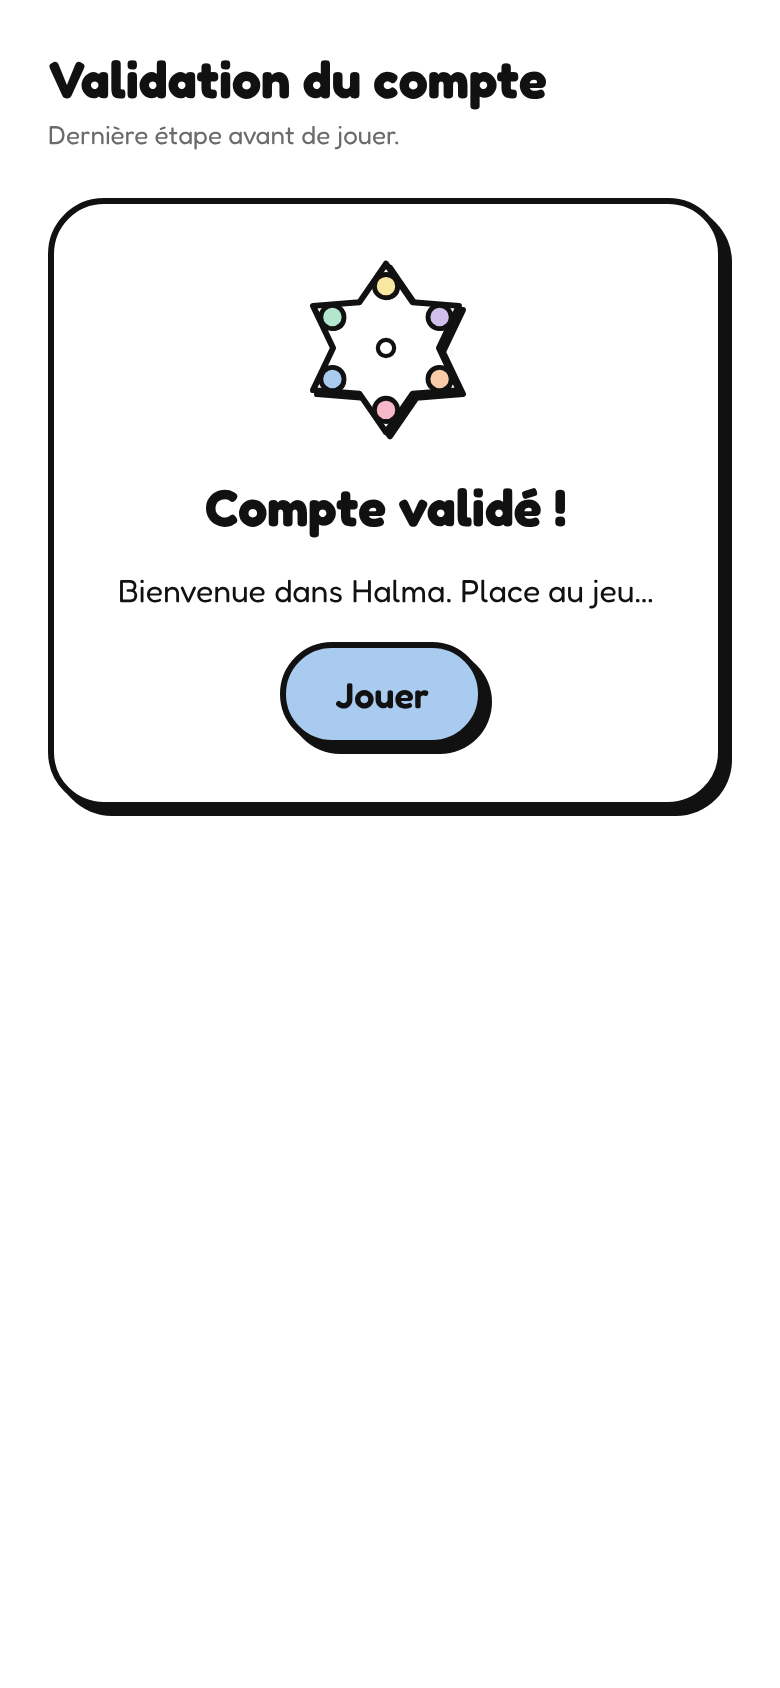 Validation du compte
Dernière étape avant de jouer.
Compte validé !
Bienvenue dans Halma. Place au jeu...
Jouer